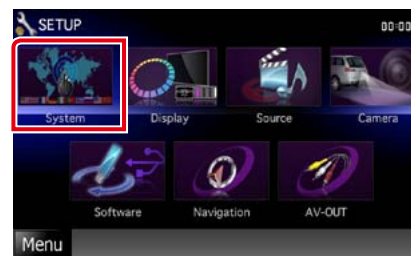 SETUP
00:00
System
Display
Source
Camera
Software
Navigation
AV-OUT
Menu